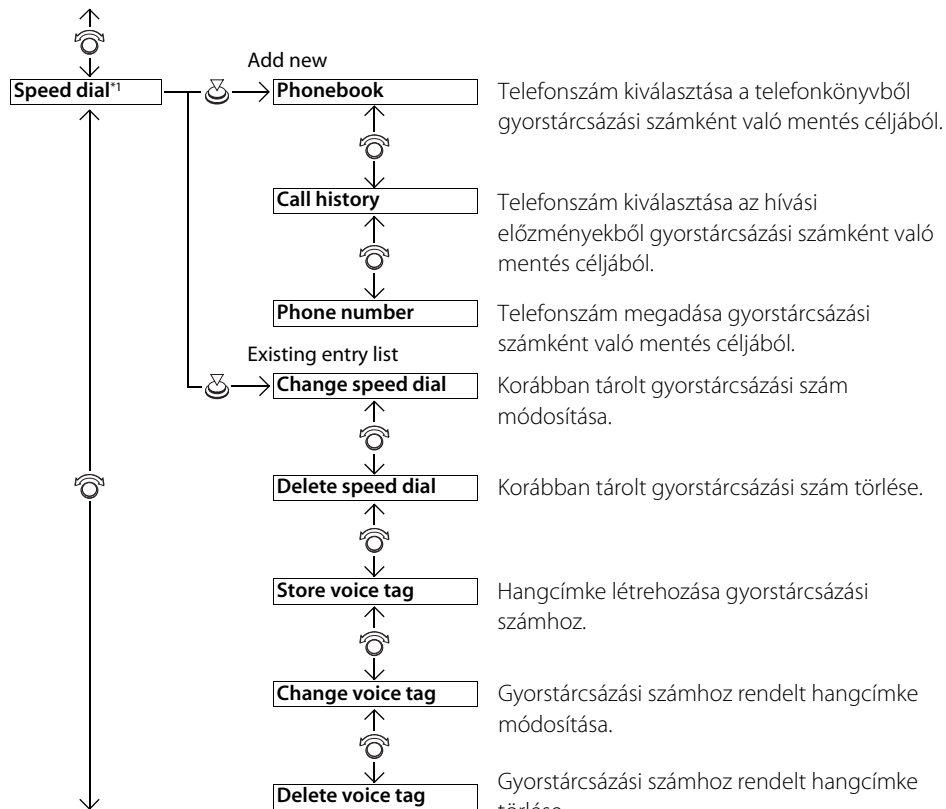 Add new
Speed dial*1
Phonebook
Telefonszám kiválasztása a telefonkönyvből
gyorstárcsázási számként való mentés céljából.
Call history
Telefonszám kiválasztása az hívási
előzményekből gyorstárcsázási számként való
mentés céljából.
Phone number
Telefonszám megadása gyorstárcsázási
számként való mentés céljából.
Existing entry list
Change speed dial
Korábban tárolt gyorstárcsázási szám
módosítása.
Delete speed dial
Korábban tárolt gyorstárcsázási szám törlése.
Store voice tag
Hangcímke létrehozása gyorstárcsázási
számhoz.
Change voice tag
Gyorstárcsázási számhoz rendelt hangcímke
módosítása.
Delete voice tag
Gyorstárcsázási számhoz rendelt hangcímke